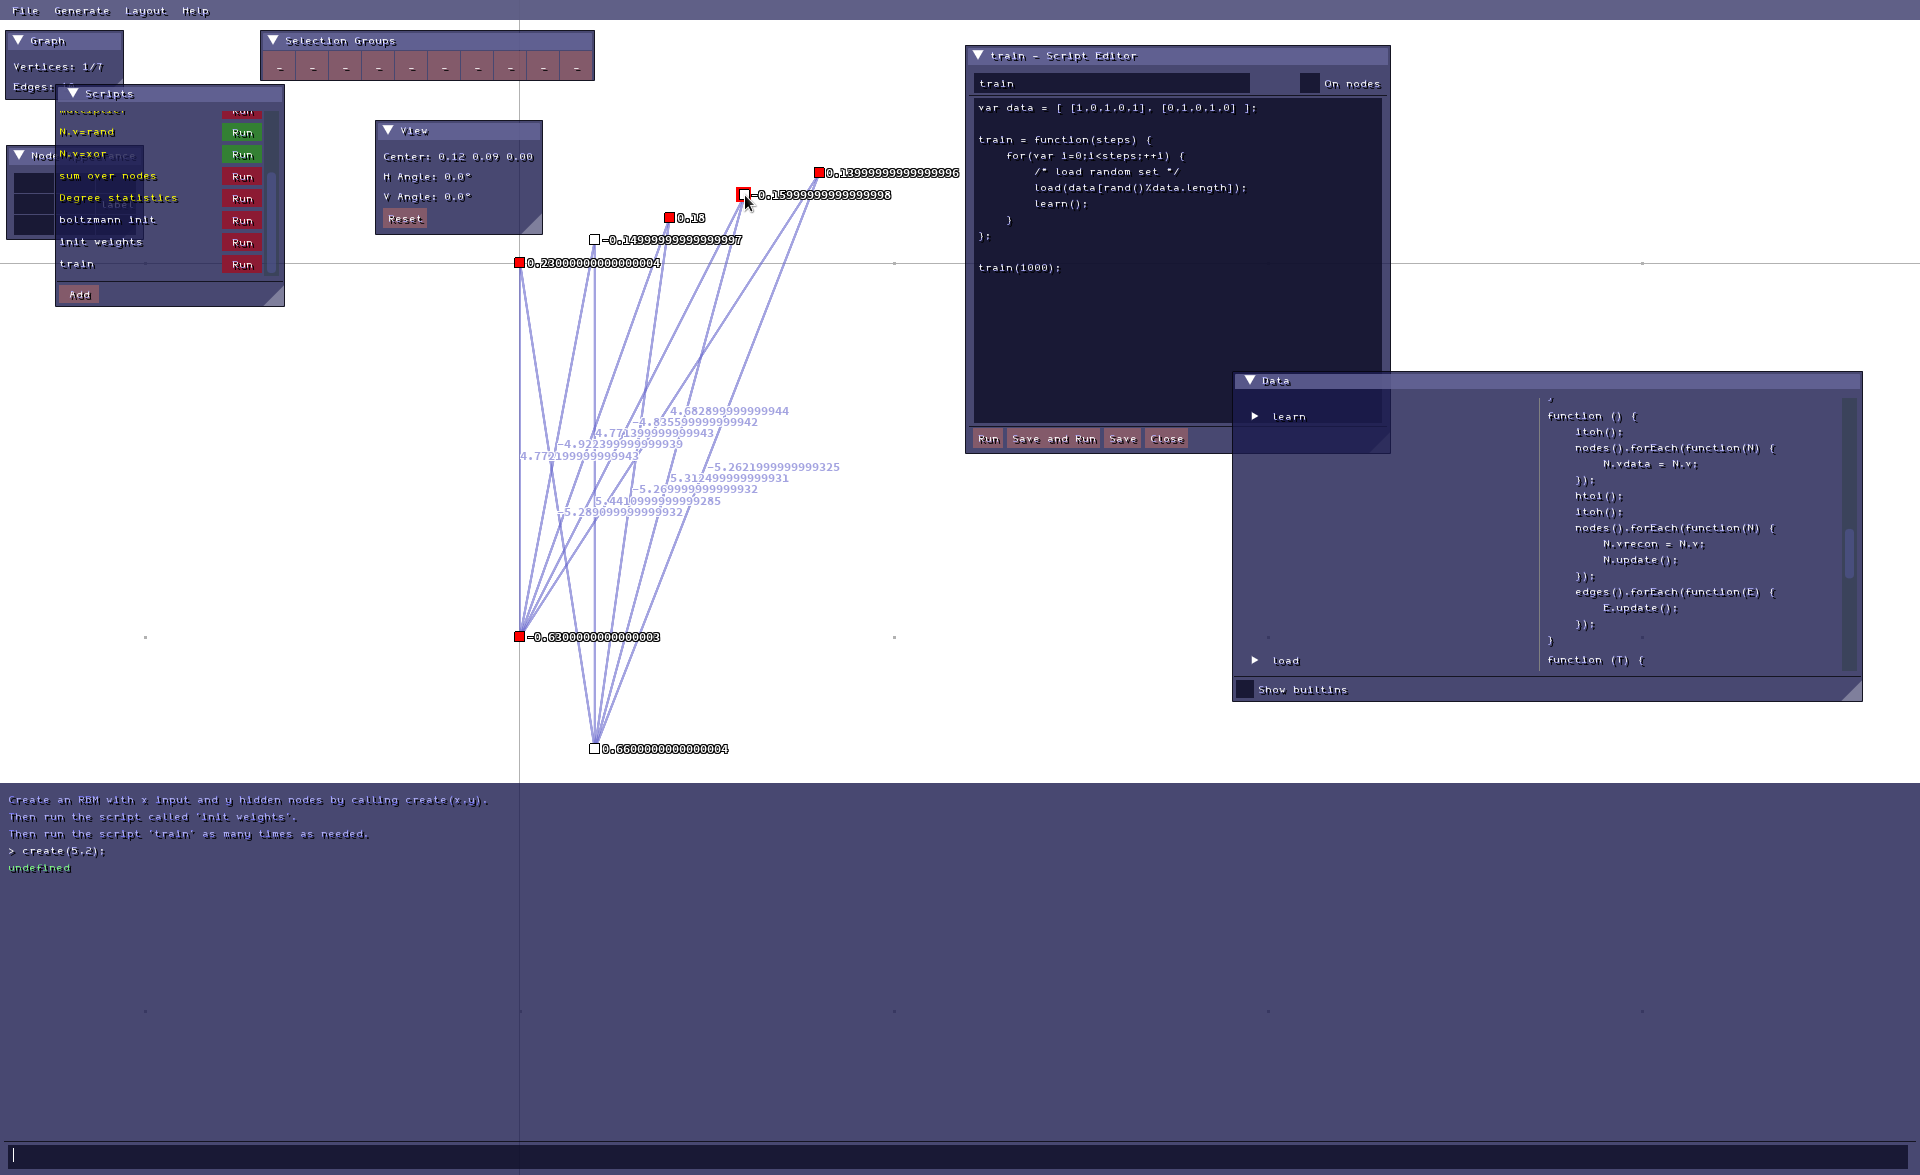 File Generate Layout Help
Graph
Vertices: 1/7
Edges:
Selection Groups
- - - - - - - - - -
Scripts
multiplier Run
N.v=rand Run
N.v=xor Run
sum over nodes Run
Degree statistics Run
boltzmann init Run
init weights Run
train Run
Add
Node
label
View
Center: 0.12 0.09 0.00
H Angle: 0.0°
V Angle: 0.0°
Reset
0.13999999999999996
-0.15999999999999998
0.18
-0.14999999999999997
0.23000000000000004
4.682899999999944
-4.835599999999942
4.771399999999943
-4.922399999999939
4.772199999999943
-5.2621999999999325
5.312499999999931
-5.269999999999932
5.4410999999999285
-5.289099999999932
-0.6300000000000003
0.6600000000000004
train - Script Editor
train On nodes
var data = [ [1,0,1,0,1], [0,1,0,1,0] ];
train = function(steps) {
for(var i=0;i<steps;++i) {
/* load random set */
load(data[rand()%data.length]);
learn();
}
};
train(1000);
Run Save and Run Save Close
Data
}
learn function () {
itoh();
nodes().forEach(function(N) {
N.vdata = N.v;
});
htoi();
itoh();
nodes().forEach(function(N) {
N.vrecon = N.v;
N.update();
});
edges().forEach(function(E) {
E.update();
});
}
load function (T) {
Show builtins
Create an RBM with x input and y hidden nodes by calling create(x,y).
Then run the script called 'init weights'.
Then run the script 'train' as many times as needed.
> create(5,2);
undefined